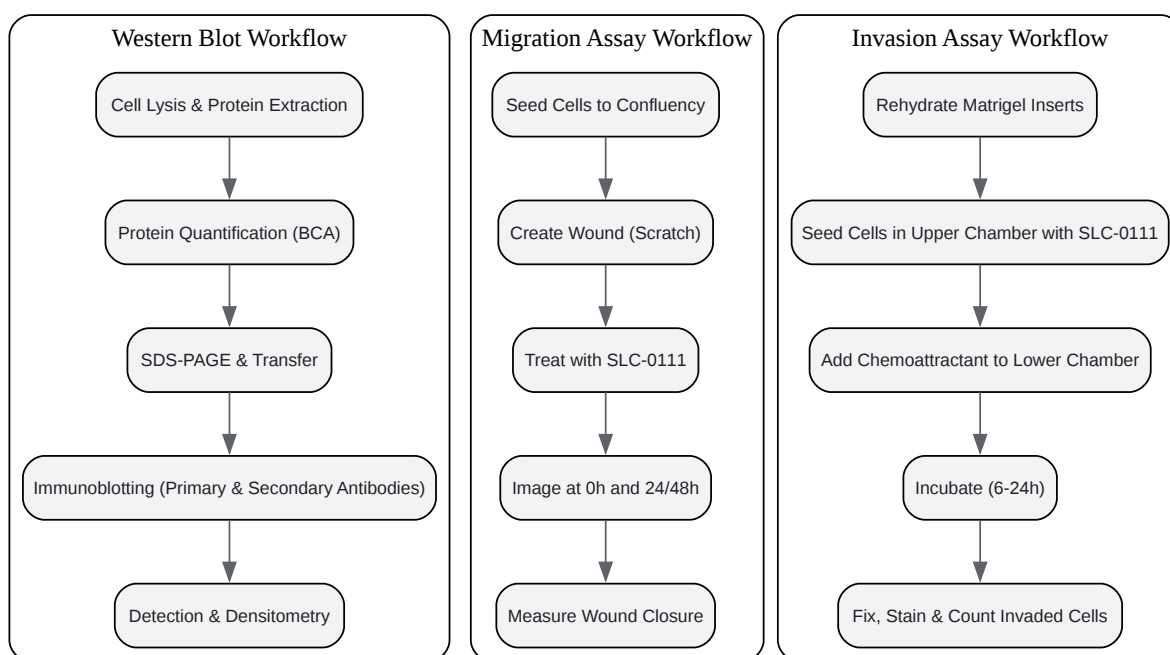 Western Blot Workflow
Cell Lysis & Protein Extraction
Protein Quantification (BCA)
SDS-PAGE & Transfer
Immunoblotting (Primary & Secondary Antibodies)
Detection & Densitometry
Migration Assay Workflow
Seed Cells to Confluency
Create Wound (Scratch)
Treat with SLC-0111
Image at 0h and 24/48h
Measure Wound Closure
Invasion Assay Workflow
Rehydrate Matrigel Inserts
Seed Cells in Upper Chamber with SLC-0111
Add Chemoattractant to Lower Chamber
Incubate (6-24h)
Fix, Stain & Count Invaded Cells